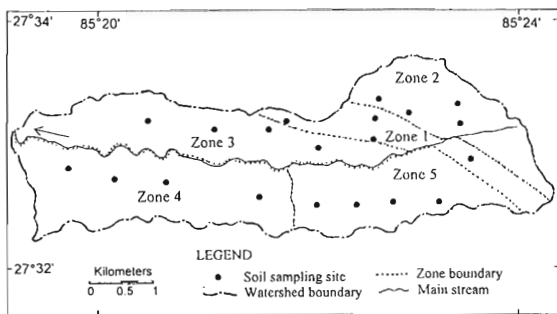 27°34' 85°20' 85°24'
Zone 2
Zone 1
Zone 3
Zone 5
Zone 4
LEGEND
27°32'
Kilometers
0 0.5 1
Soil sampling site
Zone boundary
Watershed boundary
Main stream